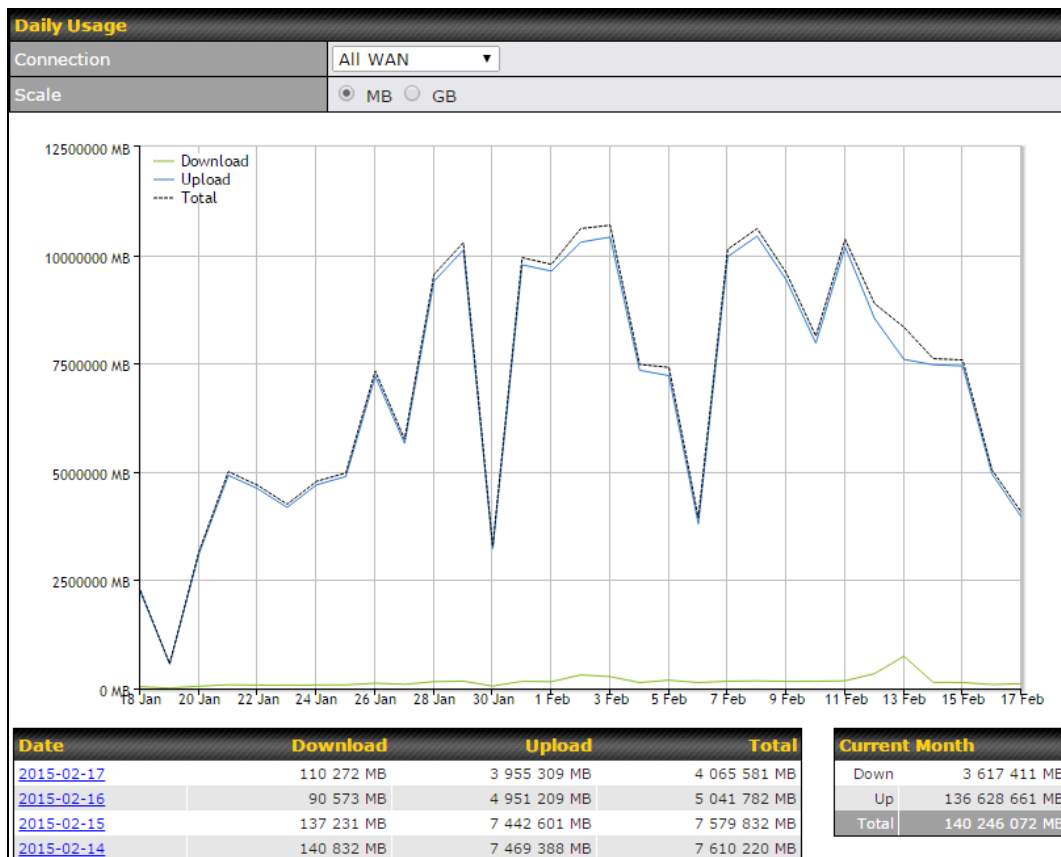 Daily Usage
Connection All WAN
Scale MB GB
12500000 MB
Download
Upload
Total
10000000 MB
7500000 MB
5000000 MB
2500000 MB
0 MB
18 Jan 20 Jan 22 Jan 24 Jan 26 Jan 28 Jan 30 Jan 1 Feb 3 Feb 5 Feb 7 Feb 9 Feb 11 Feb 13 Feb 15 Feb 17 Feb
Date Download Upload Total
2015-02-17 110 272 MB 3 955 309 MB 4 065 581 MB
2015-02-16 90 573 MB 4 951 209 MB 5 041 782 MB
2015-02-15 137 231 MB 7 442 601 MB 7 579 832 MB
2015-02-14 140 832 MB 7 469 388 MB 7 610 220 MB
Current Month
Down 3 617 411 MB
Up 136 628 661 MB
Total 140 246 072 MB